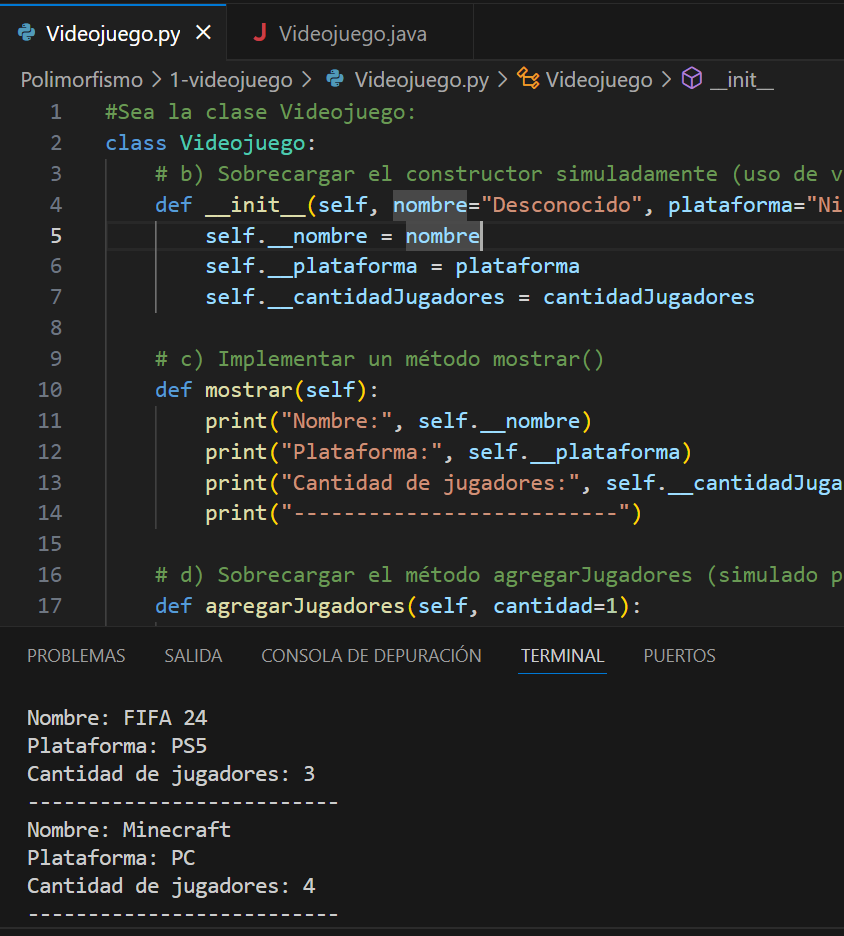 Videojuego.py
Videojuego.java
Polimorfismo > 1-videojuego > Videojuego.py > Videojuego > __init__
1 #Sea la clase Videojuego:
2 class Videojuego:
3     # b) Sobrecargar el constructor simuladamente (uso de v
4     def __init__(self, nombre="Desconocido", plataforma="Ni
5         self.__nombre = nombre
6         self.__plataforma = plataforma
7         self.__cantidadJugadores = cantidadJugadores
8
9     # c) Implementar un método mostrar()
10     def mostrar(self):
11         print("Nombre:", self.__nombre)
12         print("Plataforma:", self.__plataforma)
13         print("Cantidad de jugadores:", self.__cantidadJuga
14         print("--------------------------")
15
16     # d) Sobrecargar el método agregarJugadores (simulado p
17     def agregarJugadores(self, cantidad=1):
PROBLEMAS SALIDA CONSOLA DE DEPURACIÓN TERMINAL PUERTOS
Nombre: FIFA 24
Plataforma: PS5
Cantidad de jugadores: 3
--------------------------
Nombre: Minecraft
Plataforma: PC
Cantidad de jugadores: 4
--------------------------